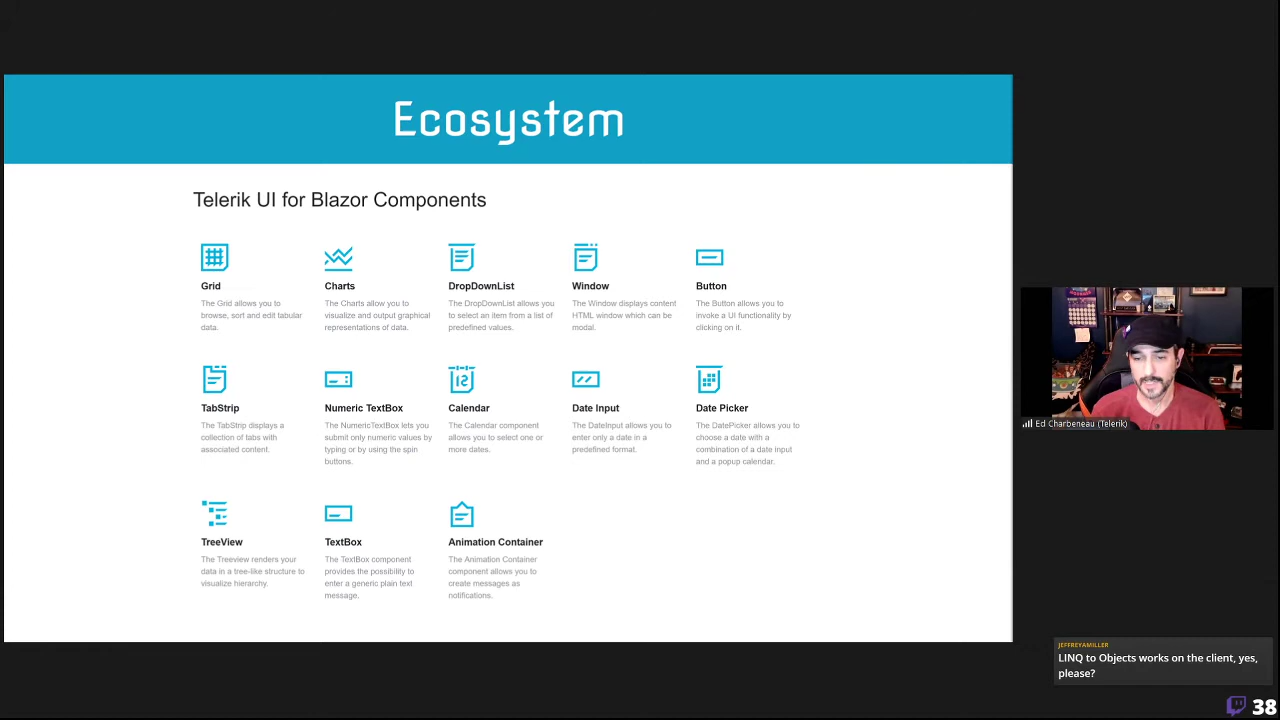 Ecosystem
Telerik UI for Blazor Components
Grid
The Grid allows you to
browse, sort and edit tabular
data.
Charts
The Charts allow you to
visualize and output graphical
representations of data.
DropDownList
The DropDownList allows you
to select an item from a list of
predefined values.
Window
The Window displays content
HTML window which can be
modal.
Button
The Button allows you to
invoke a UI functionality by
clicking on it.
TabStrip
The TabStrip displays a
collection of tabs with
associated content.
Numeric TextBox
The NumericTextBox lets you
submit only numeric values by
typing or by using the spin
buttons.
12
Calendar
The Calendar component
allows you to select one or
more dates.
Date Input
The DateInput allows you to
enter only a date in a
predefined format.
Date Picker
The DatePicker allows you to
choose a date with a
combination of a date input
and a popup calendar.
TreeView
The Treeview renders your
data in a tree-like structure to
visualize hierarchy.
TextBox
The TextBox component
provides the possibility to
enter a generic plain text
message.
Animation Container
The Animation Container
component allows you to
create messages as
notifications.
Ed Charbeneau (Telerik)
JEFFREYAMILLER
LINQ to Objects works on the client, yes,
please?
38